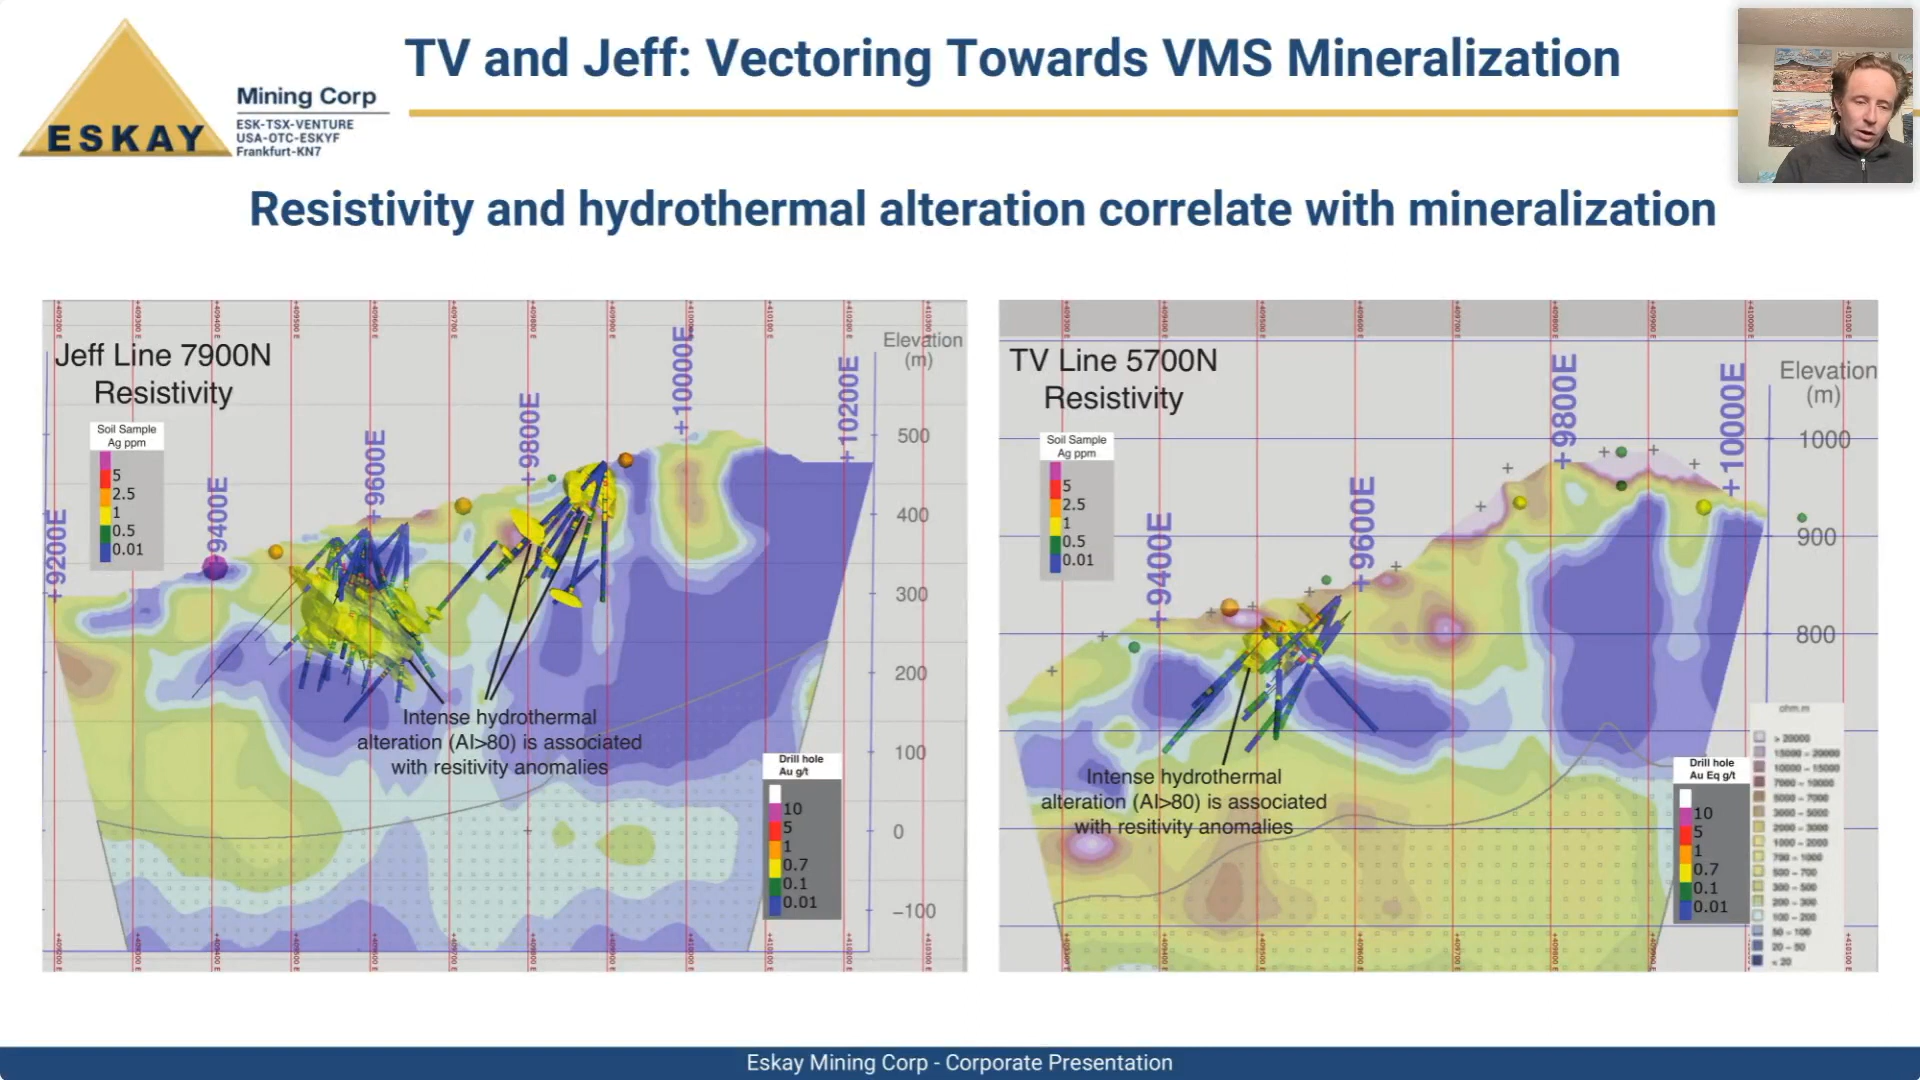 TV and Jeff: Vectoring Towards VMS Mineralization
ESKAY
Mining Corp
ESK-TSX-VENTURE
USA-OTC-ESKYF
Frankfurt-KN7
Resistivity and hydrothermal alteration correlate with mineralization
Jeff Line 7900N
Resistivity
Soil Sample
Ag ppm
5
2.5
1
0.5
0.01
+9200E
+9400E
+9600E
+9800E
+10000E
+10200E
Elevation
(m)
500
400
300
200
100
0
−100
Intense hydrothermal
alteration (AI>80) is associated
with resitivity anomalies
Drill hole
Au g/t
10
5
1
0.7
0.1
0.01
TV Line 5700N
Resistivity
Soil Sample
Ag ppm
5
2.5
1
0.5
0.01
+9400E
+9600E
+9800E
+10000E
Elevation
(m)
1000
900
800
Intense hydrothermal
alteration (AI>80) is associated
with resitivity anomalies
Drill hole
Au Eq g/t
10
5
1
0.7
0.1
0.01
ohm.m
> 20000
15000 - 20000
10000 - 15000
7000 - 10000
5000 - 7000
3000 - 5000
2000 - 3000
1000 - 2000
700 - 1000
500 - 700
300 - 500
200 - 300
100 - 200
50 - 100
20 - 50
< 20
Eskay Mining Corp - Corporate Presentation